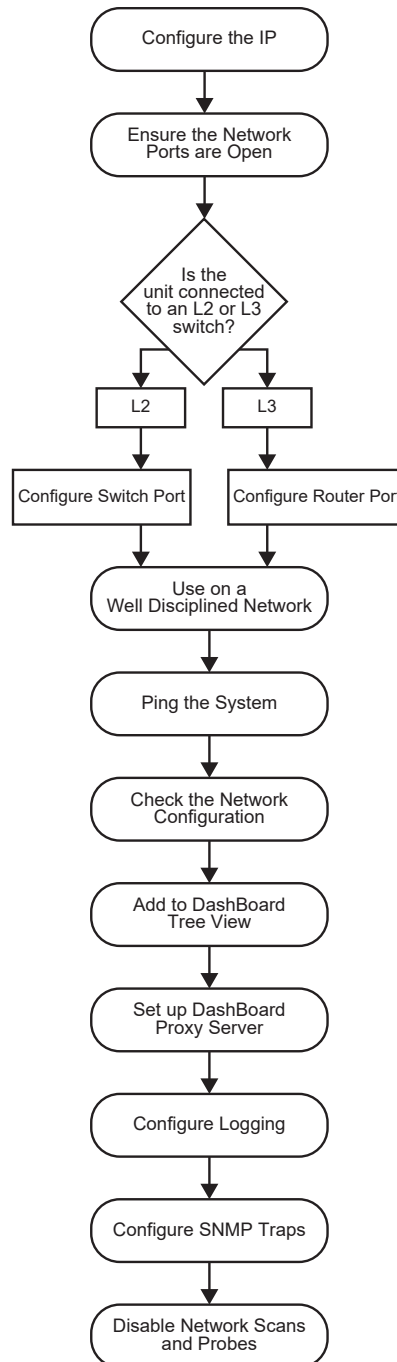 Configure the IP
Ensure the Network
Ports are Open
Is the
unit connected
to an L2 or L3
switch?
L2
L3
Configure Switch Port
Configure Router Port
Use on a
Well Disciplined Network
Ping the System
Check the Network
Configuration
Add to DashBoard
Tree View
Set up DashBoard
Proxy Server
Configure Logging
Configure SNMP Traps
Disable Network Scans
and Probes